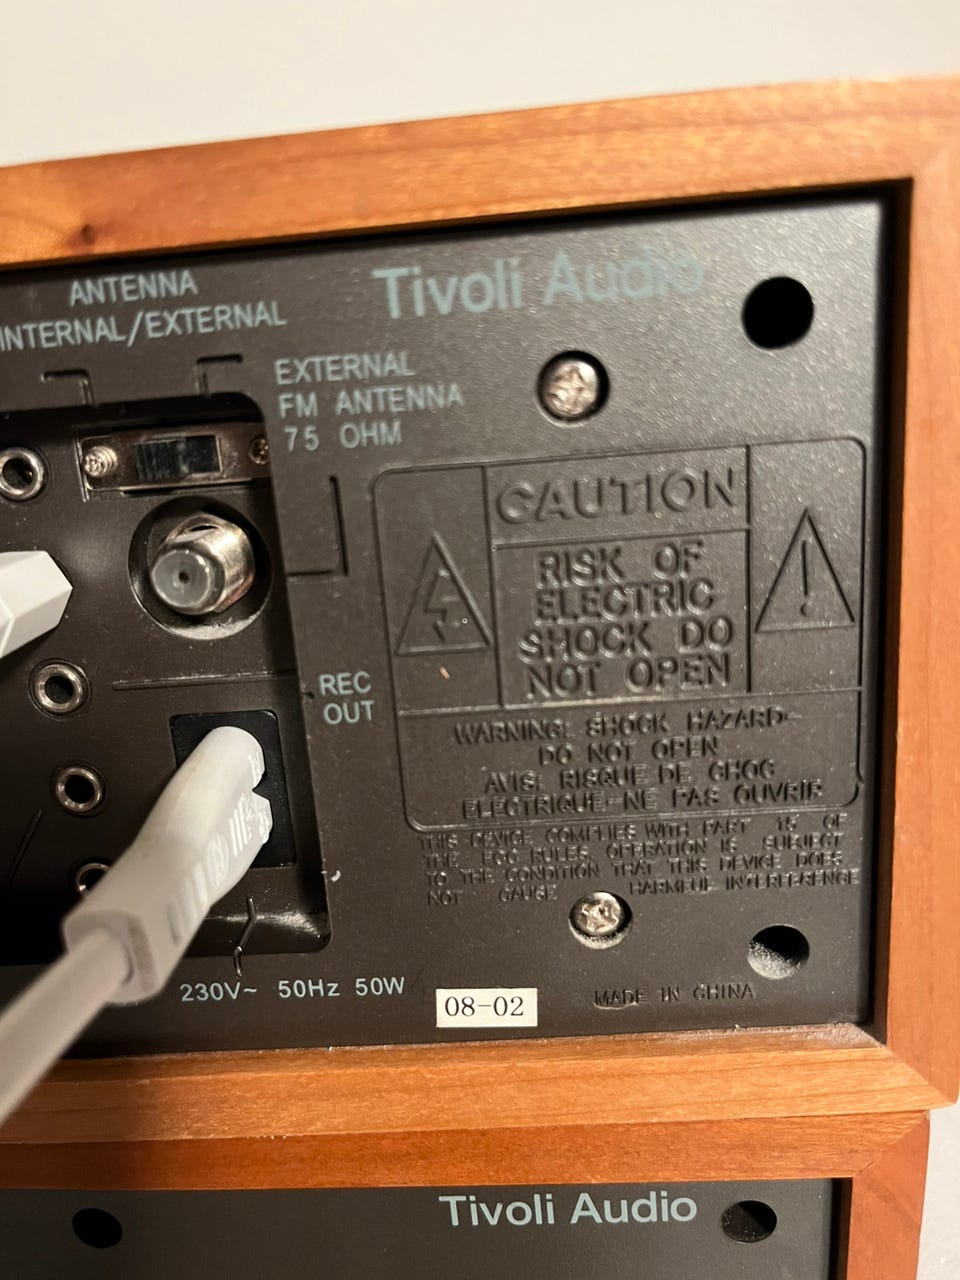 ANTENNA
INTERNAL/EXTERNAL
Tivoli Audio
EXTERNAL
FM ANTENNA
75 OHM
CAUTION
RISK OF
ELECTRIC
SHOCK DO
NOT OPEN
REC
OUT
WARNING: SHOCK HAZARD-
DO NOT OPEN
AVIS: RISQUE DE CHOC
ELECTRIQUE-NE PAS OUVRIR
THIS DEVICE COMPLIES WITH PART 15 OF
THE FCC RULES, OPERATION IS SUBJECT
TO THE CONDITION THAT THIS DEVICE DOES
NOT CAUSE HARMFUL INTERFERENCE
230V~ 50Hz 50W
08-02
MADE IN CHINA
Tivoli Audio